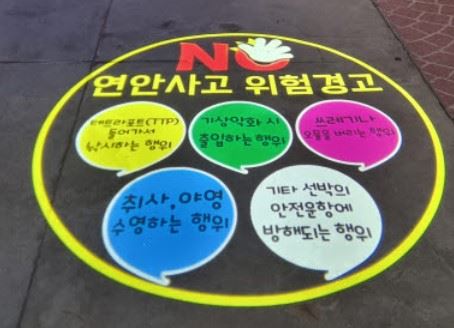 NO
연안사고 위험경고
테트라포트(TTP)
들어가서
낚시하는 행위
기상악화 시
출입하는행위
쓰레기나
오물을 버리는 행위
취사, 야영
수영하는 행위
기타 선박의
안전운항에
방해되는 행위